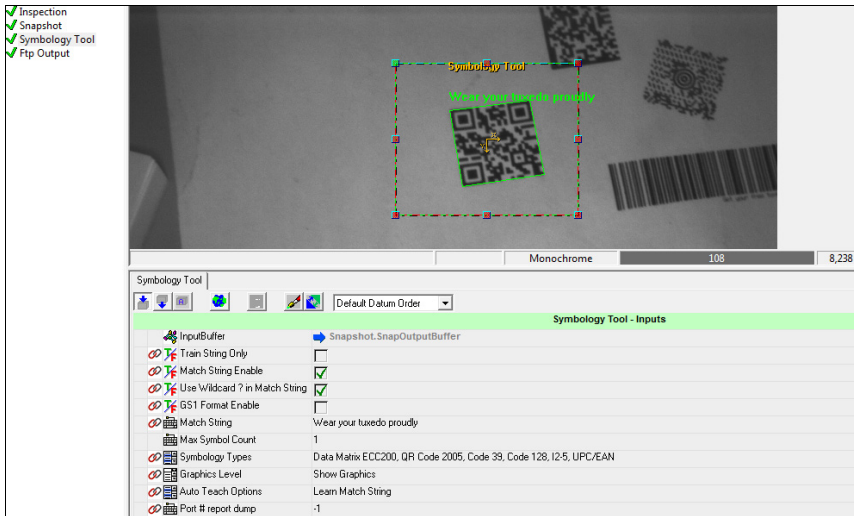 Inspection
Snapshot
Symbology Tool
Ftp Output
Symbology Tool
Wear your tuxedo proudly
Monochrome 108 8,238
Symbology Tool
Default Datum Order
Symbology Tool - Inputs
InputBuffer Snapshot.SnapOutputBuffer
Train String Only
Match String Enable
Use Wildcard ? in Match String
GS1 Format Enable
Match String Wear your tuxedo proudly
Max Symbol Count 1
Symbology Types Data Matrix ECC200, QR Code 2005, Code 39, Code 128, I2-5, UPC/EAN
Graphics Level Show Graphics
Auto Teach Options Learn Match String
Port # report dump -1